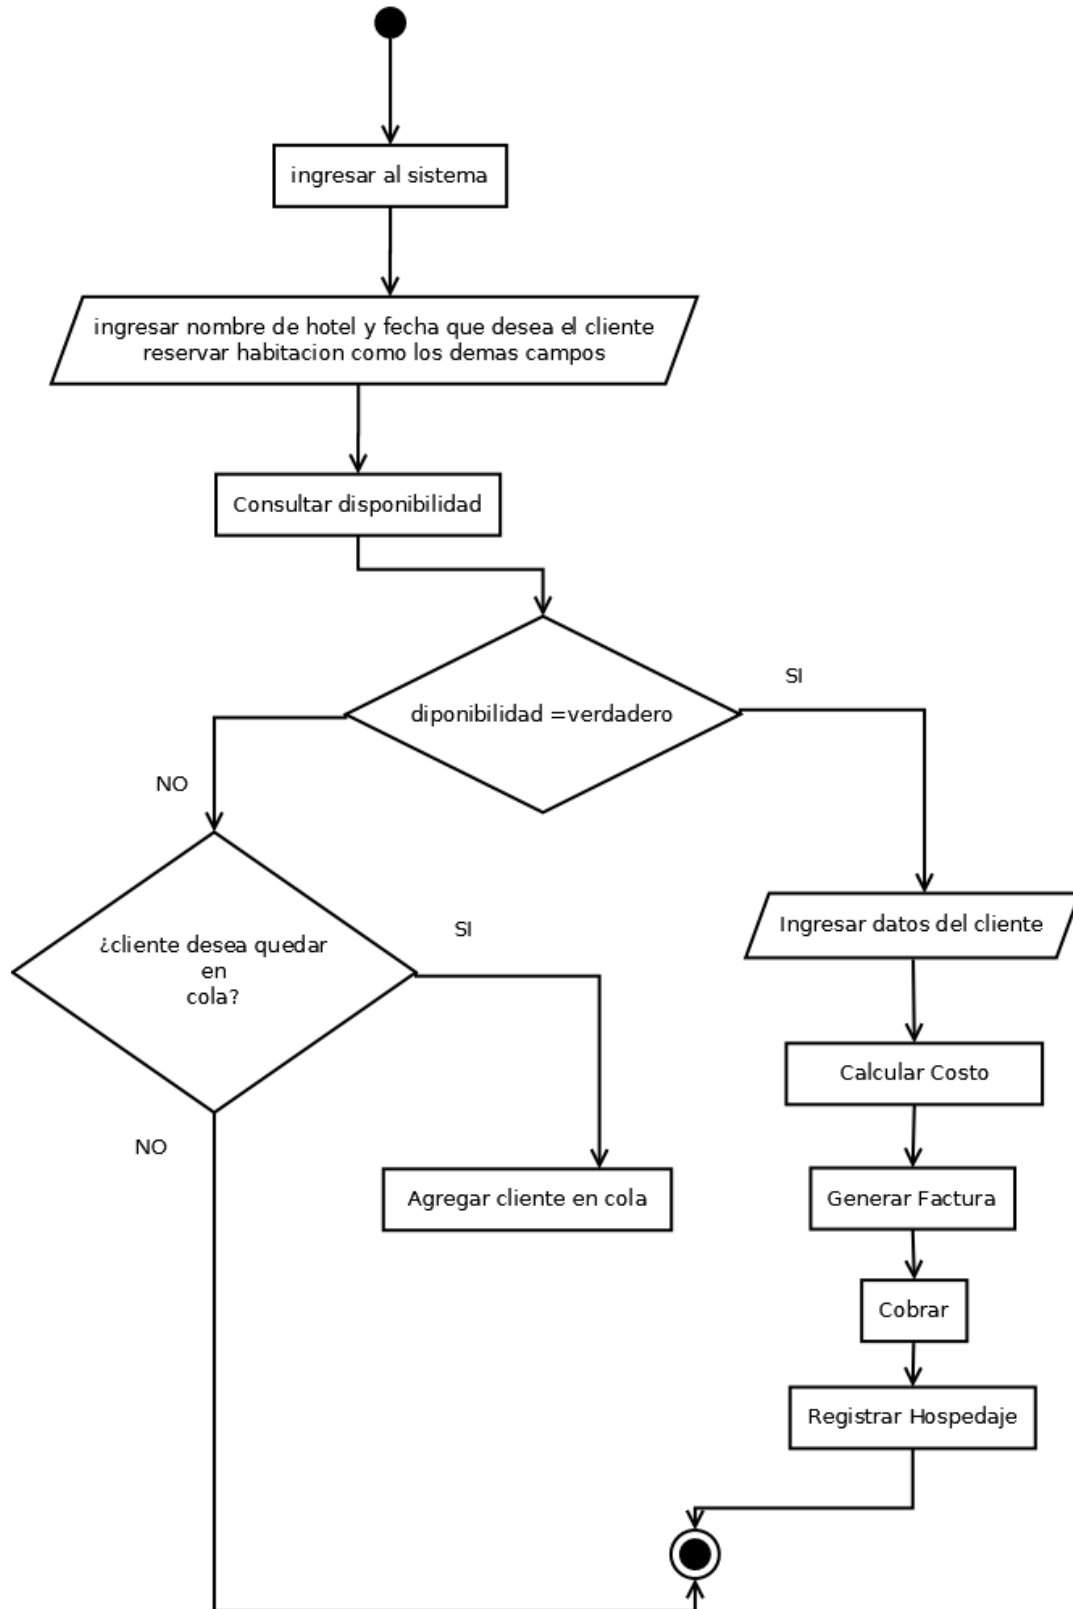 ingresar al sistema
ingresar nombre de hotel y fecha que desea el cliente
reservar habitacion como los demas campos
Consultar disponibilidad
SI
diponibilidad =verdadero
NO
¿cliente desea quedar
en
cola?
SI
Ingresar datos del cliente
Calcular Costo
NO
Agregar cliente en cola
Generar Factura
Cobrar
Registrar Hospedaje